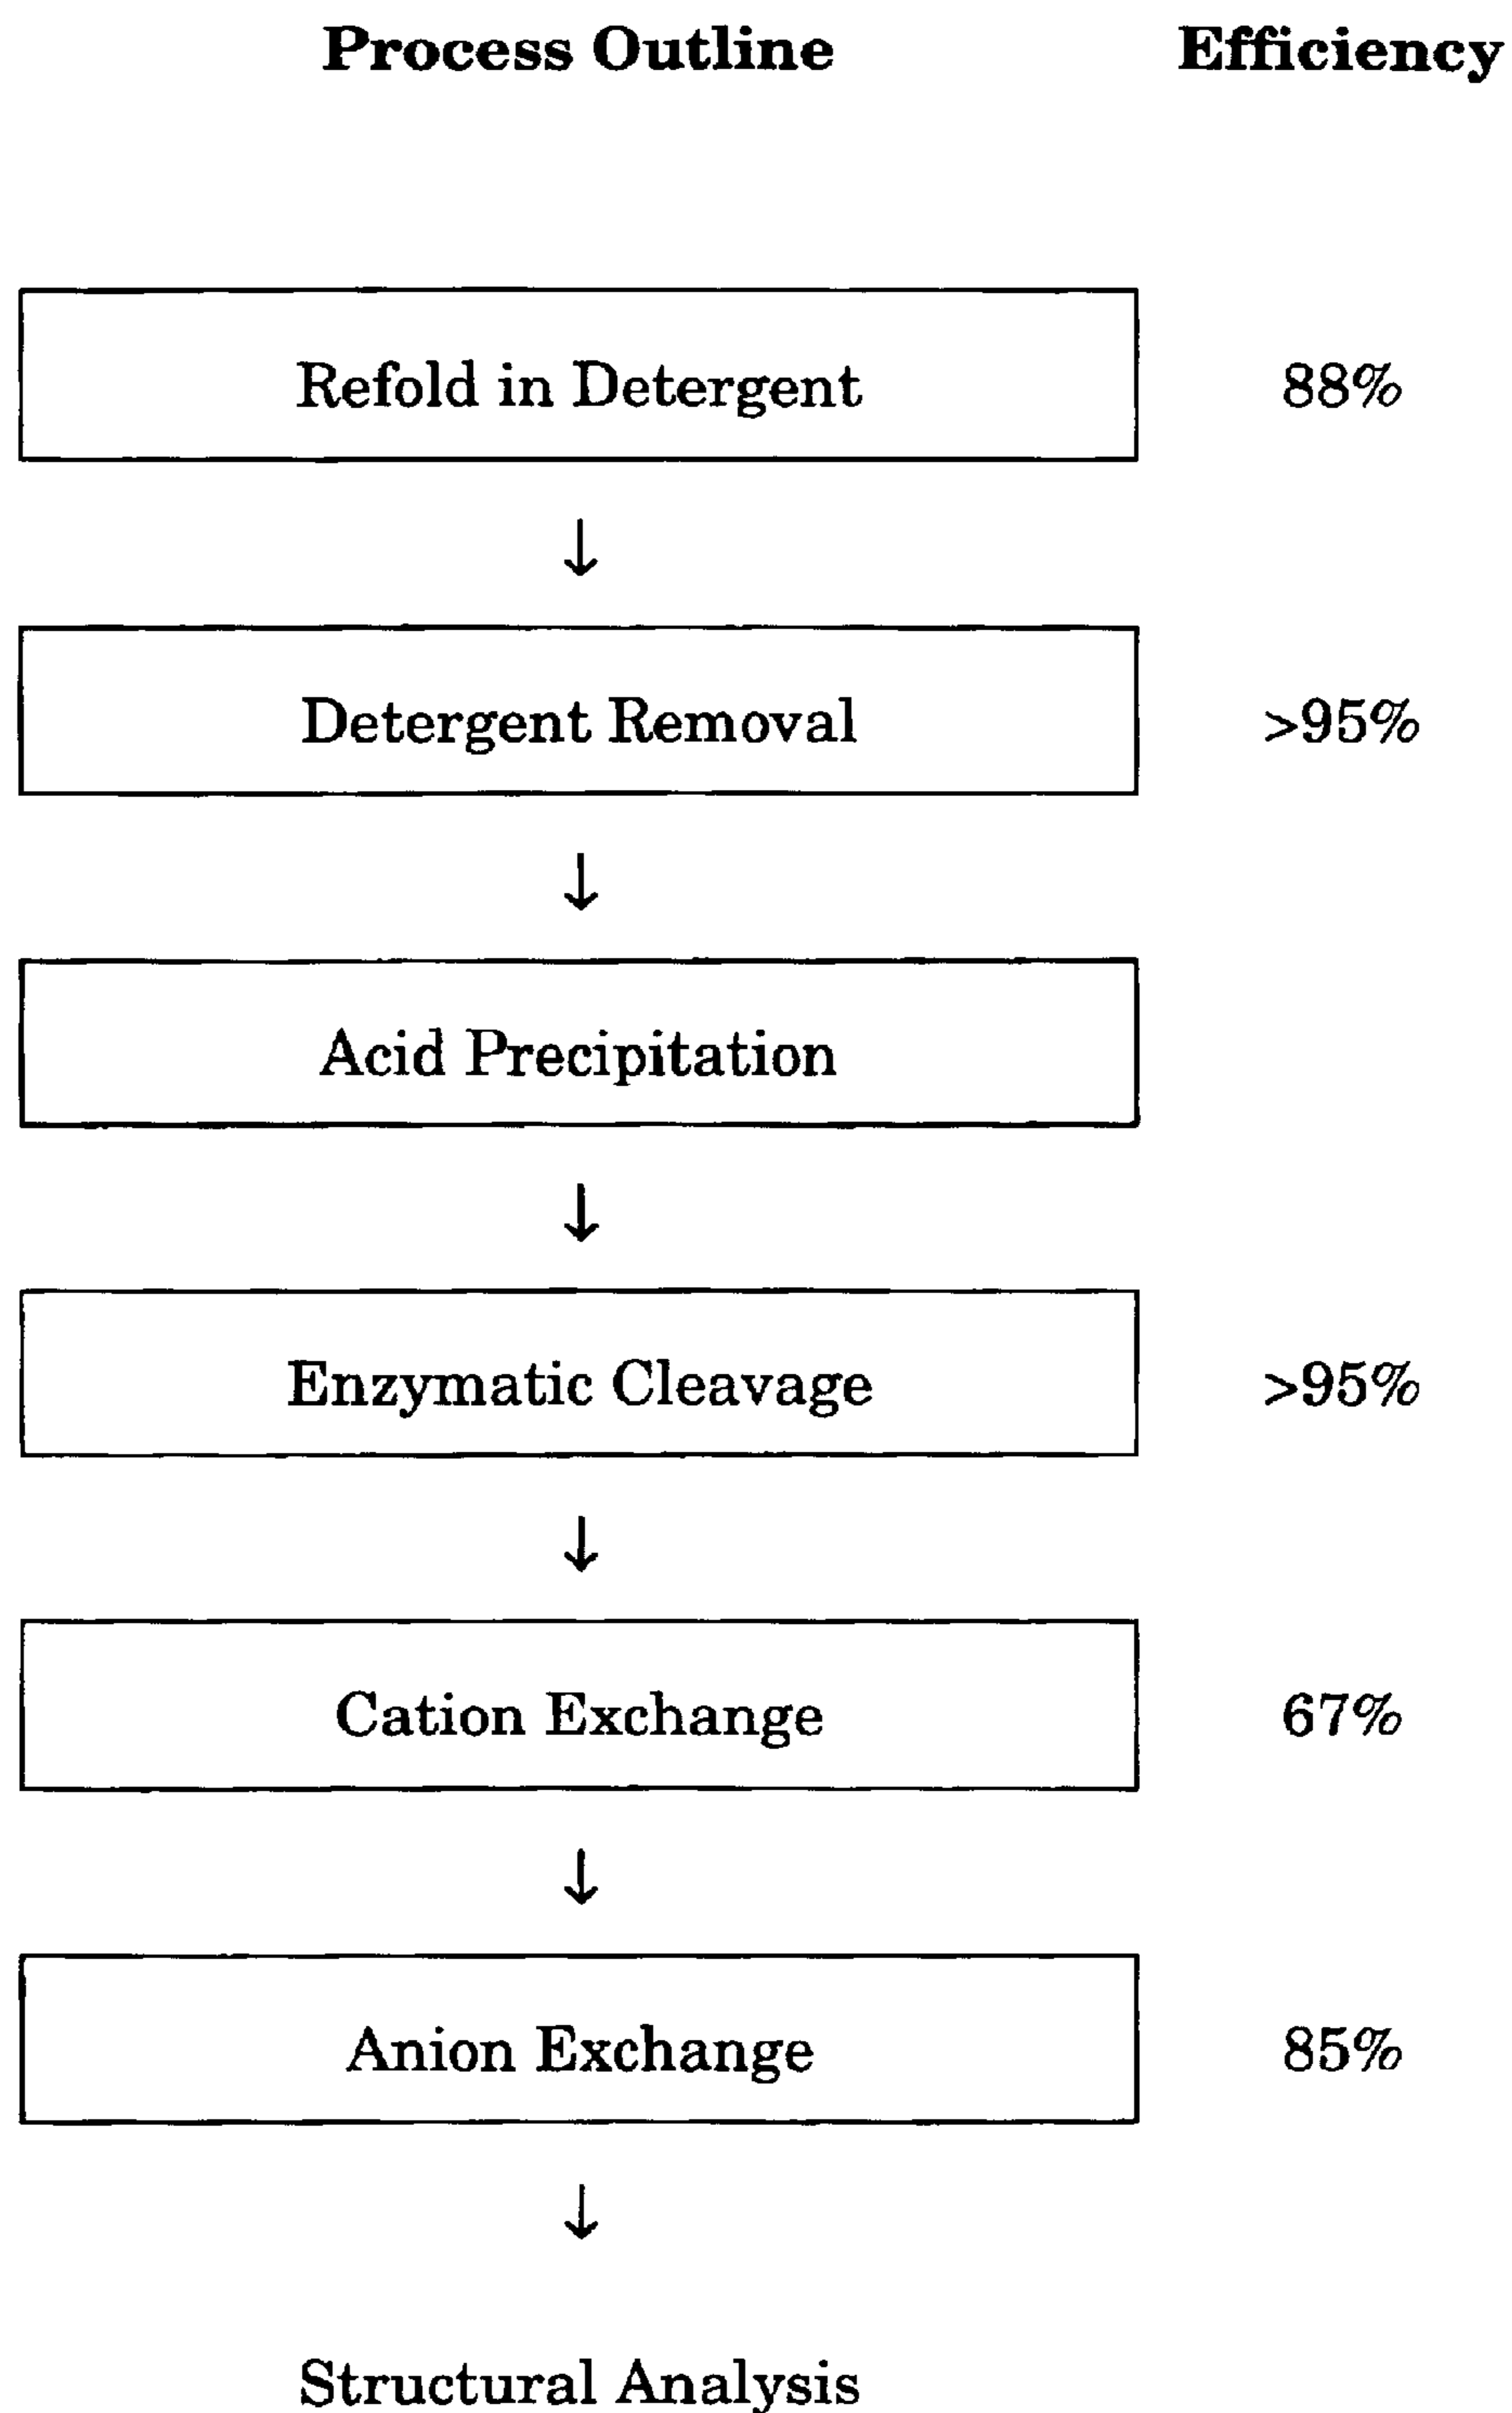 Process Outline Efficiency
Refold in Detergent 88%
↓
Detergent Removal >95%
↓
Acid Precipitation
↓
Enzymatic Cleavage >95%
↓
Cation Exchange 67%
↓
Anion Exchange 85%
↓
Structural Analysis